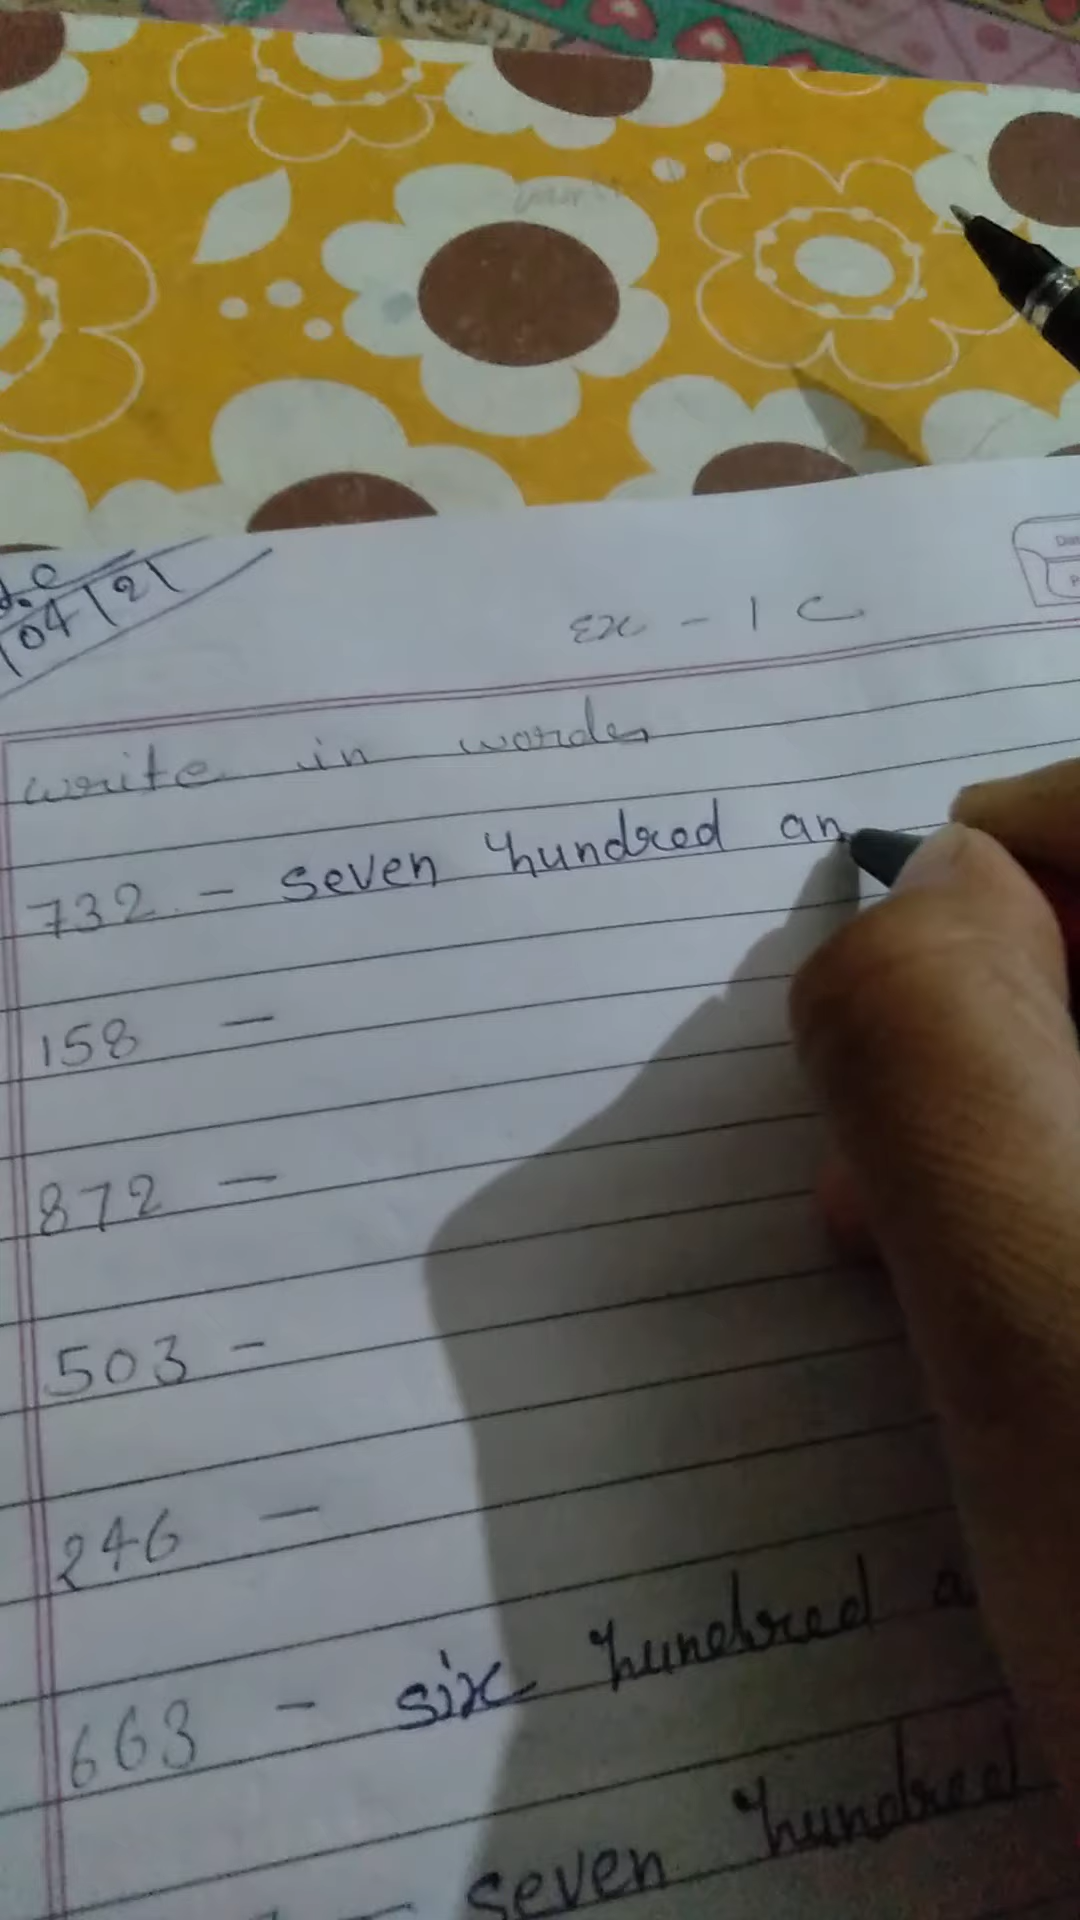 04/21
Ex - 1 C
write in words
732 - seven hundred an
158 -
872 -
503 -
246 -
663 - six hundred a
- seven hundred